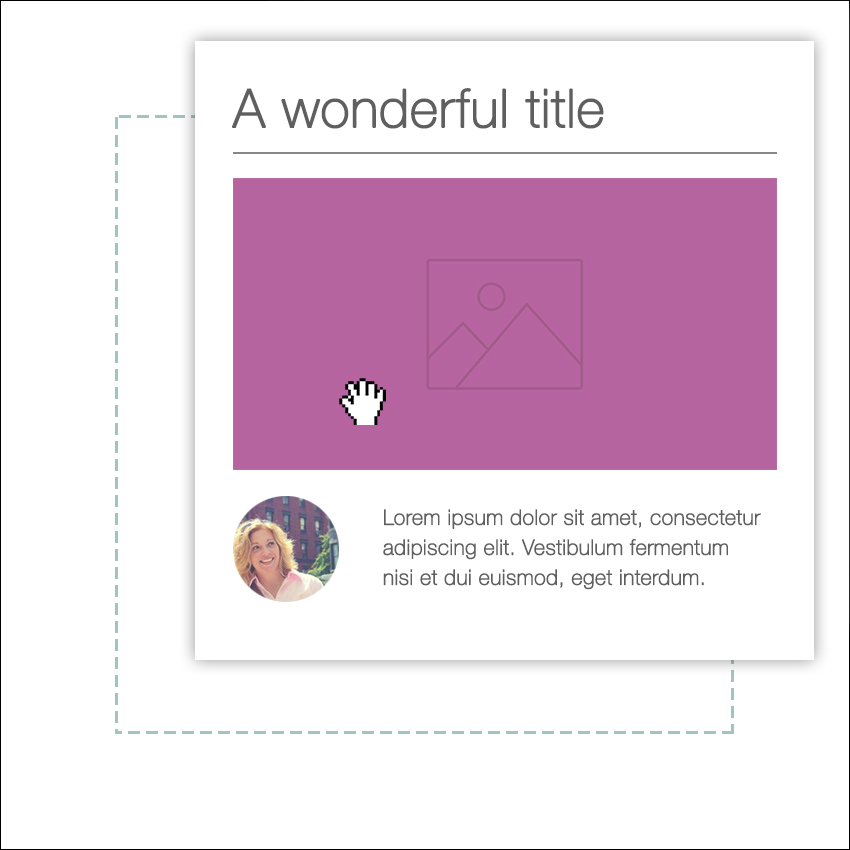 A wonderful title
Lorem ipsum dolor sit amet, consectetur
adipiscing elit. Vestibulum fermentum
nisi et dui euismod, eget interdum.